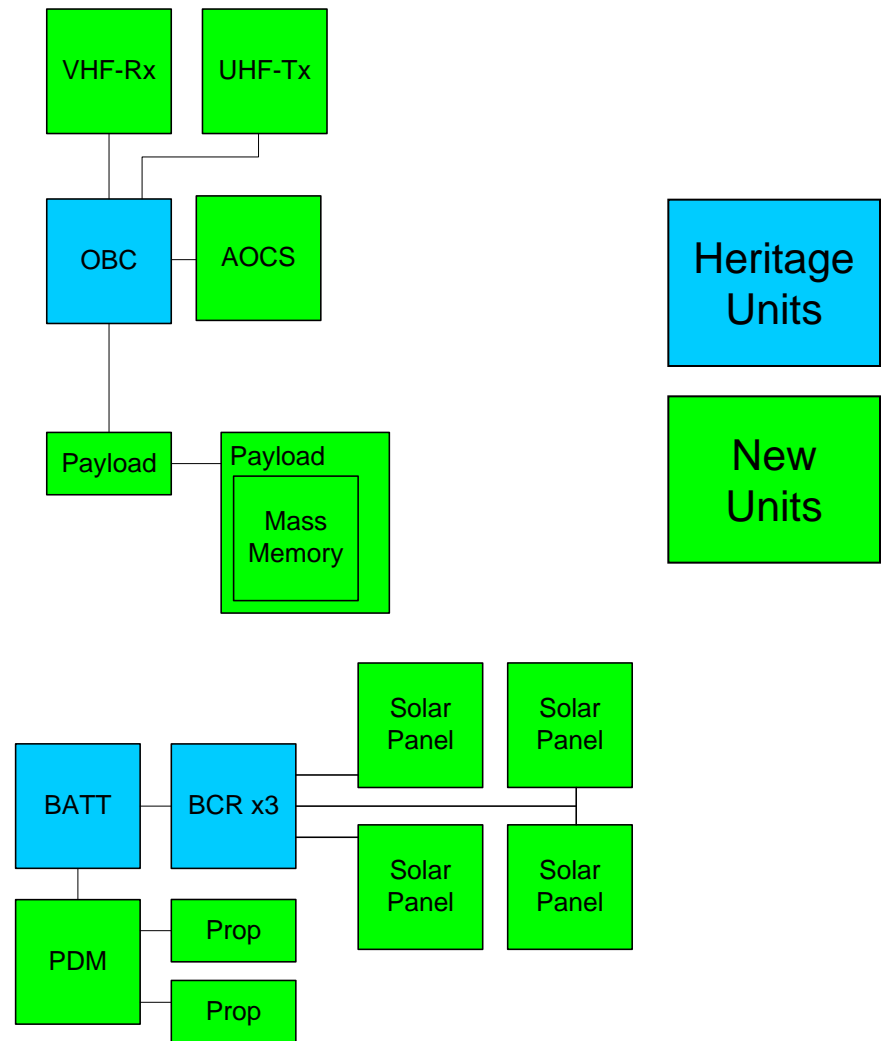 VHF-Rx
UHF-Tx
OBC
AOCS
Heritage
Units
Payload
Payload
Mass
Memory
New
Units
Solar
Panel
Solar
Panel
BATT
BCR x3
Solar
Panel
Solar
Panel
PDM
Prop
Prop